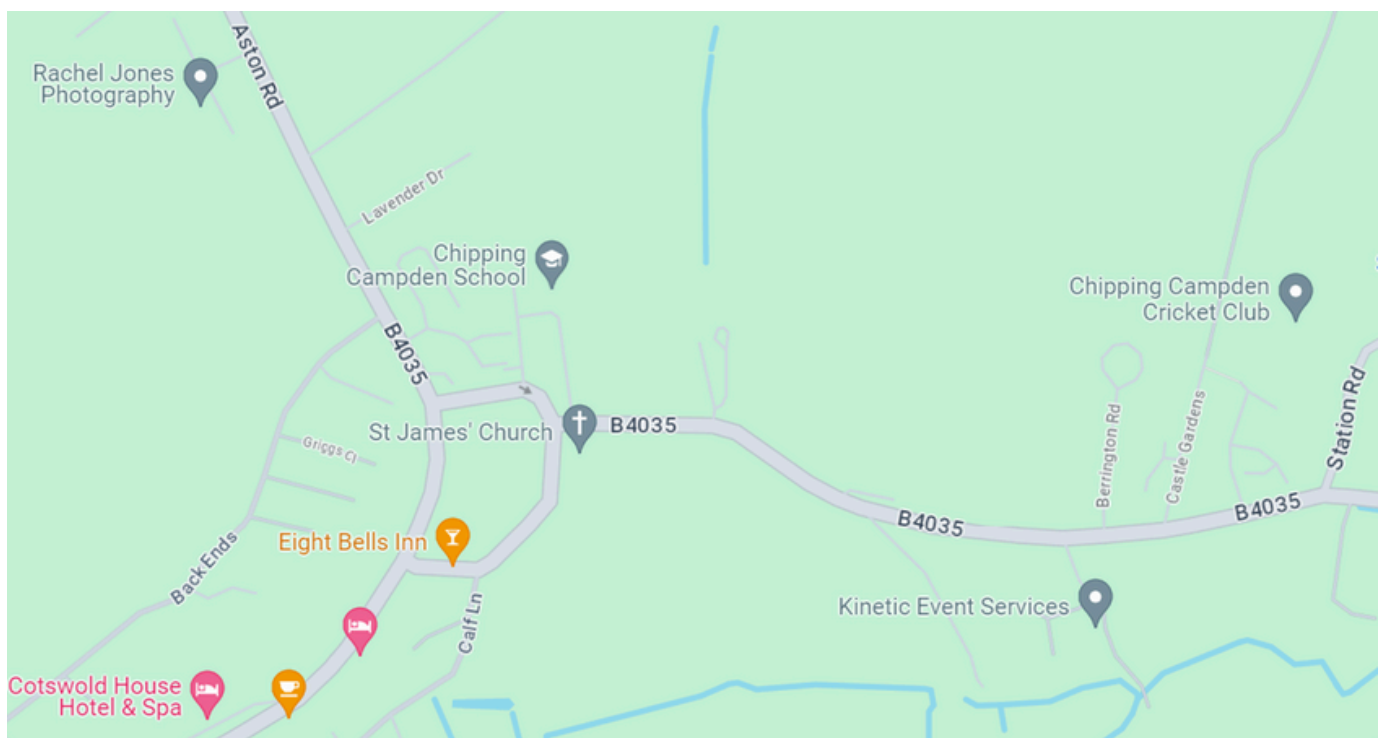 Aston Rd
Rachel Jones
Photography
Lavender Dr
Chipping
Campden School
Chipping Campden
Cricket Club
B4035
St James' Church
B4035
Station Rd
Berrington Rd
Castle Gardens
Griggs Cl
B4035
B4035
Eight Bells Inn
Back Ends
Calf Ln
Kinetic Event Services
Cotswold House
Hotel & Spa